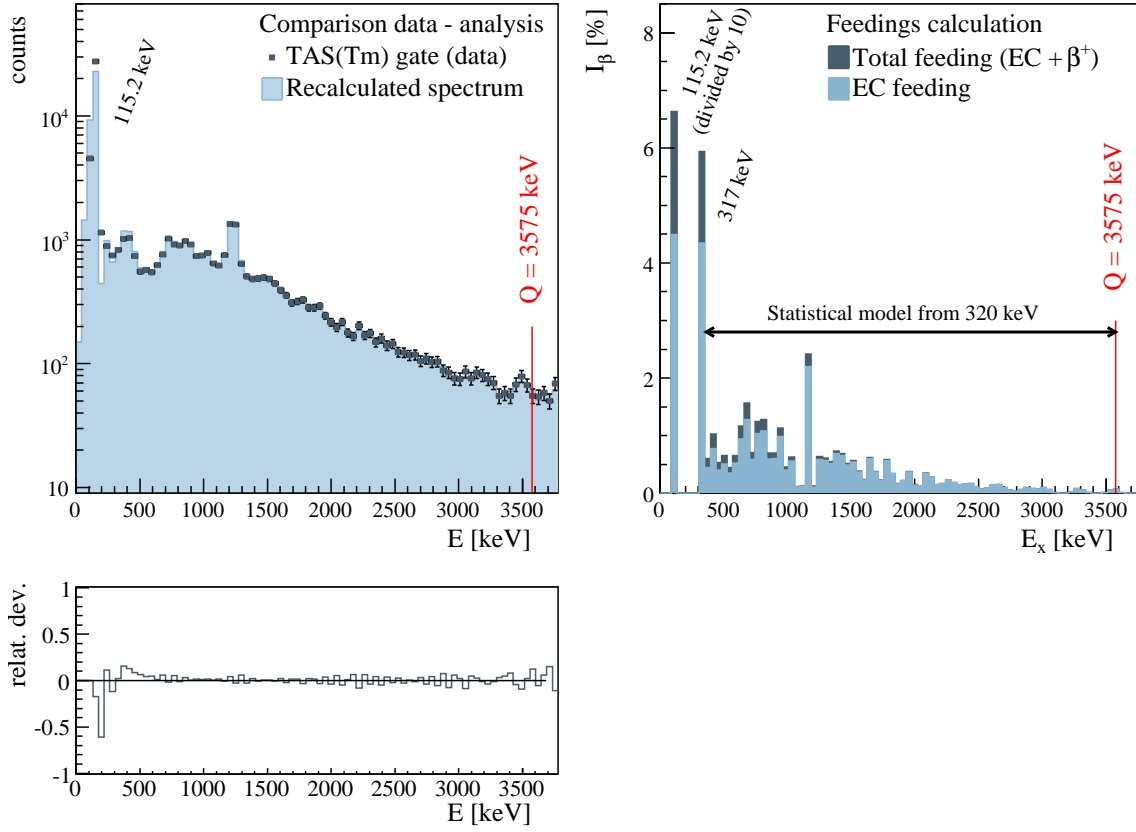 counts
Comparison data - analysis
TAS(Tm) gate (data)
Recalculated spectrum
115.2 keV
Q = 3575 keV
10⁴
10³
10²
10
0 500 1000 1500 2000 2500 3000 3500
E [keV]
I_β [%]
Feedings calculation
Total feeding (EC + β⁺)
EC feeding
115.2 keV
(divided by 10)
317 keV
Q = 3575 keV
Statistical model from 320 keV
8
6
4
2
0
0 500 1000 1500 2000 2500 3000 3500
E_x [keV]
relat. dev.
1
0.5
0
-0.5
-1
0 500 1000 1500 2000 2500 3000 3500
E [keV]